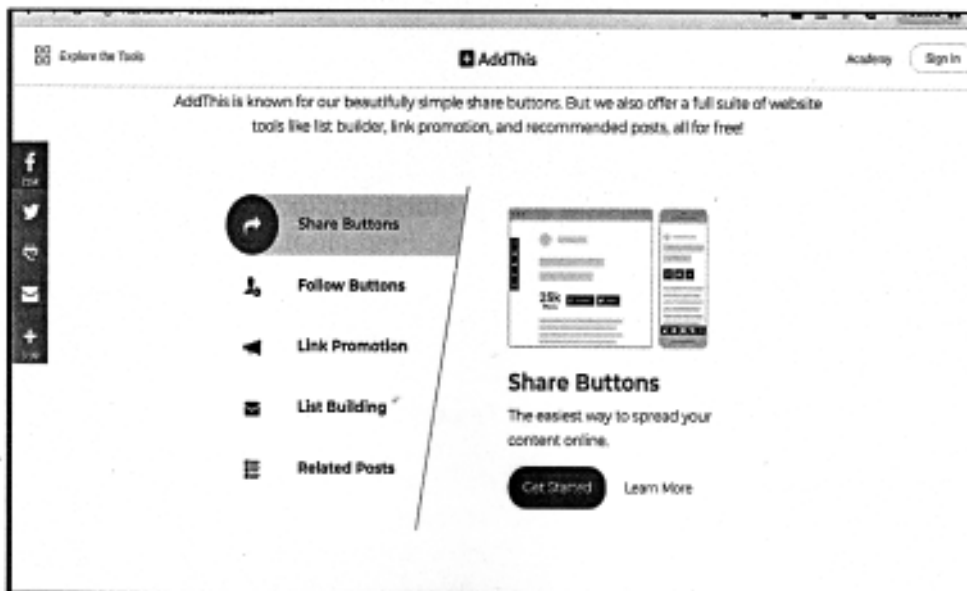 Explore the Tools
AddThis
Academy
Sign In
AddThis is known for our beautifully simple share buttons. But we also offer a full suite of website
tools like list builder, link promotion, and recommended posts, all for free!
Share Buttons
Follow Buttons
Link Promotion
List Building
Related Posts
25k
Share Buttons
The easiest way to spread your
content online.
Get Started
Learn More